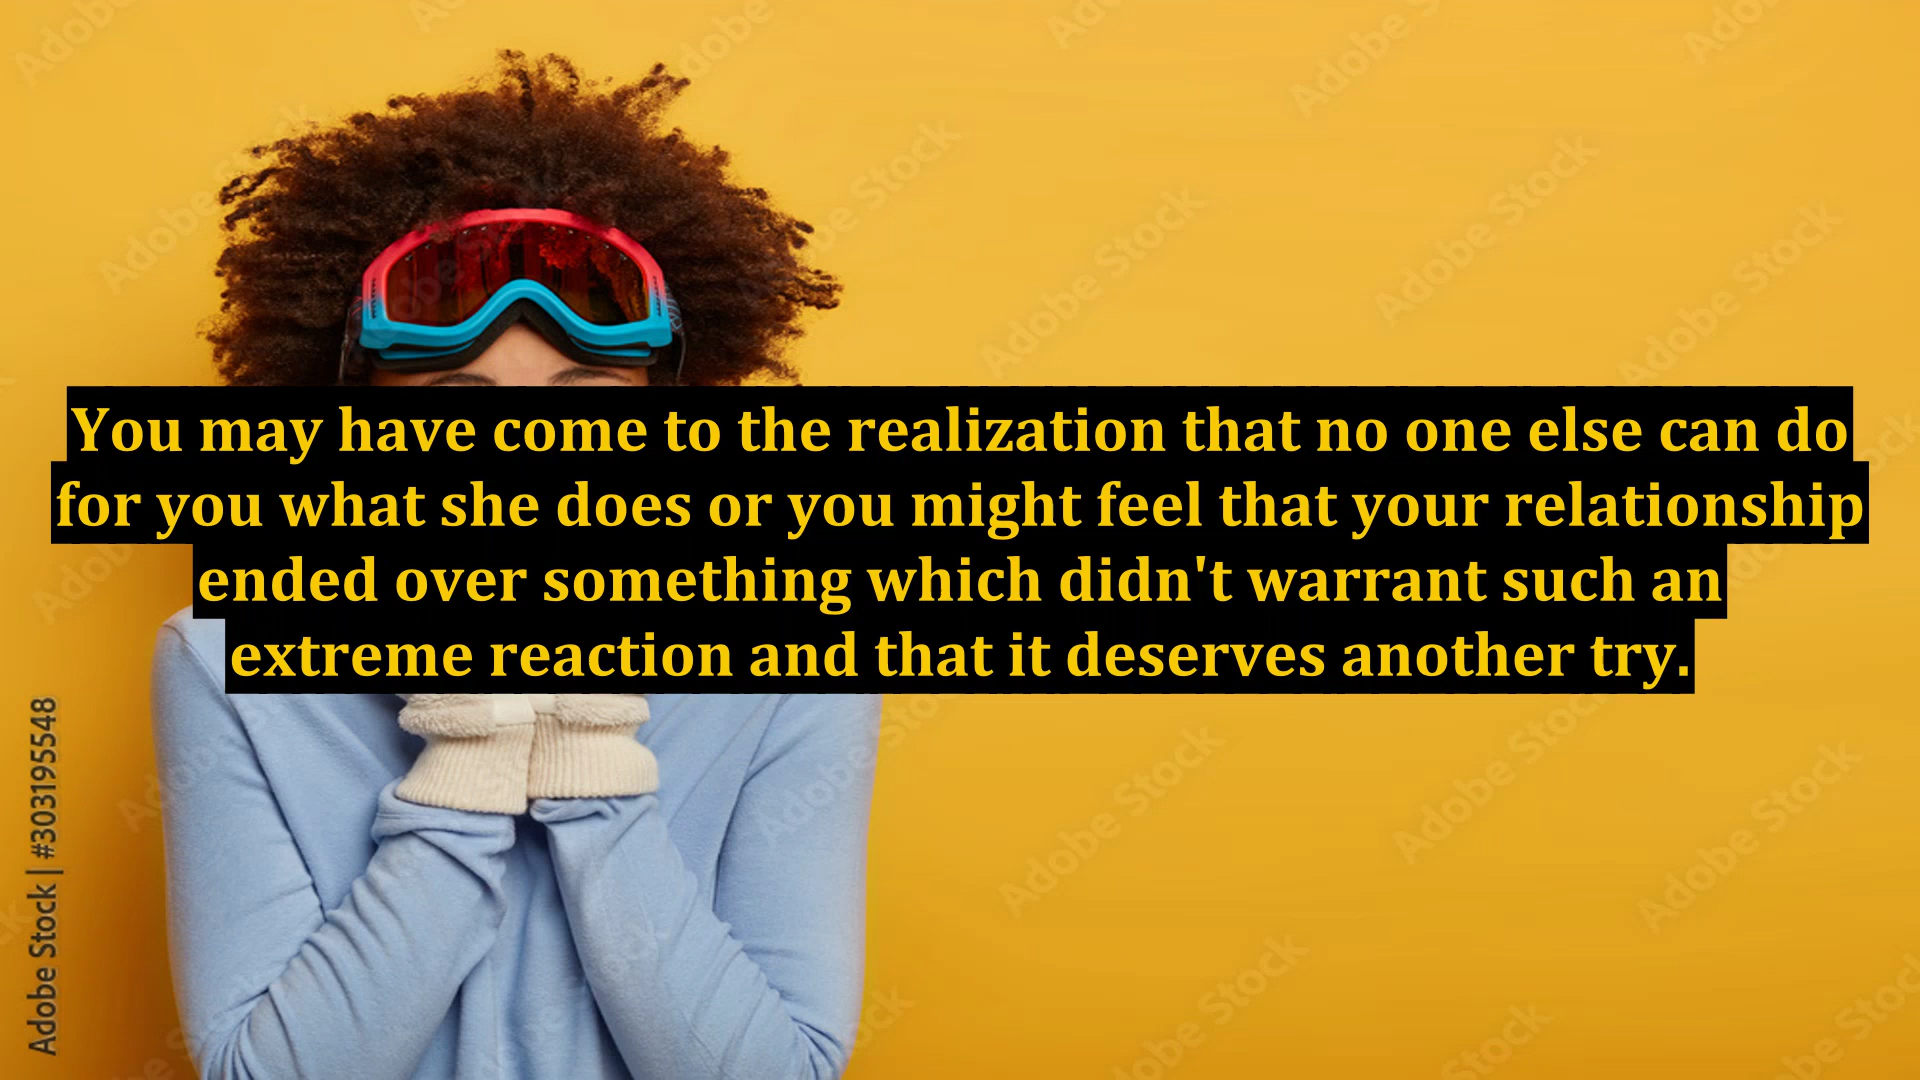 You may have come to the realization that no one else can do
for you what she does or you might feel that your relationship
ended over something which didn't warrant such an
extreme reaction and that it deserves another try.
Adobe Stock | #303195548
Adobe Stock